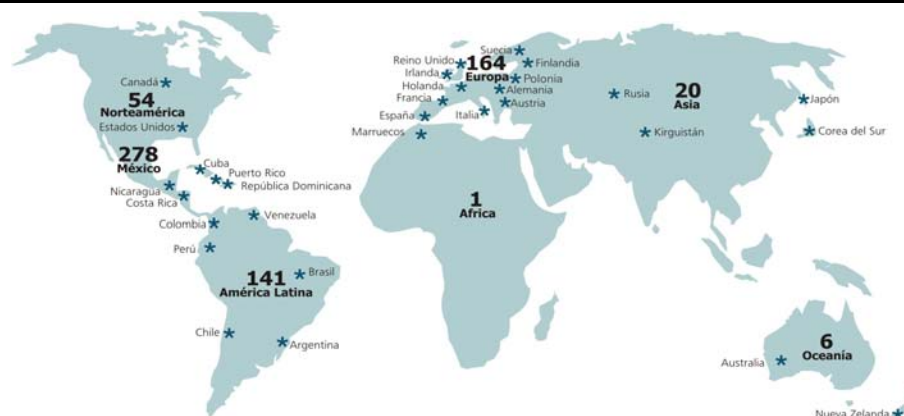 Canadá
54
Norteamérica
Estados Unidos
278
México
Cuba
Puerto Rico
República Dominicana
Nicaragua
Costa Rica
Venezuela
Colombia
Perú
141
América Latina
Brasil
Chile
Argentina
Suecia
Reino Unido
164
Europa
Finlandia
Irlanda
Polonia
Holanda
Alemania
Francia
Austria
España
Italia
Marruecos
1
Africa
20
Asia
Rusia
Japón
Kirguistán
Corea del Sur
6
Oceanía
Australia
Nueva Zelanda